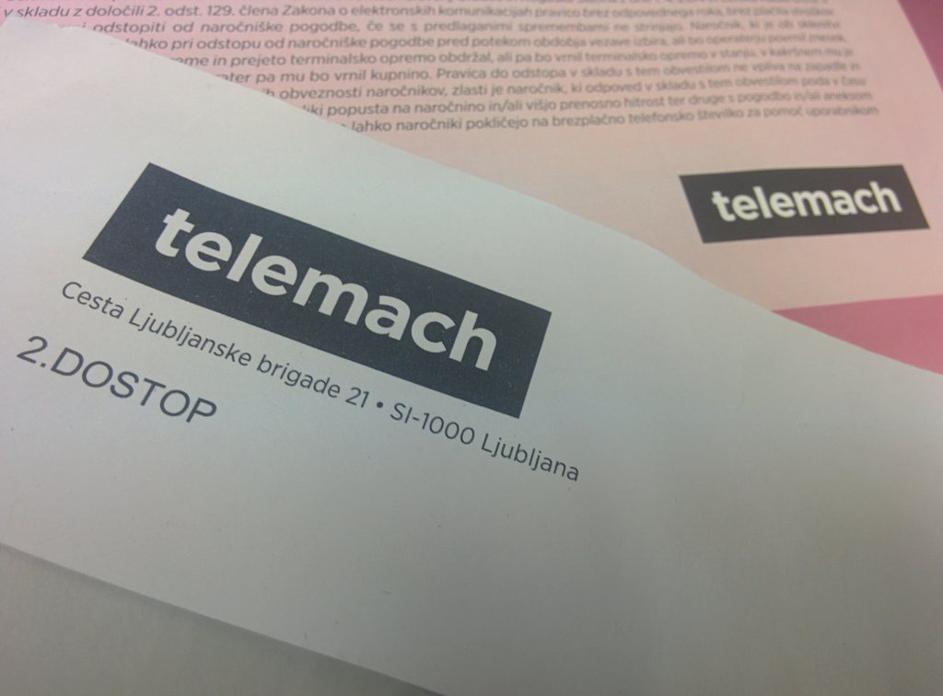 v skladu z določili 2. odst. 129. člena Zakona o elektronskih komunikacijah pravico brez odpovednega roka, brez plačila
odstopiti od naročniške pogodbe, če se s predlaganimi spremembami ne strinjajo. Naročnik, ki je ob sklenitvi
lahko pri odstopu od naročniške pogodbe pred potekom obdobja vezave izbira, ali bo operaterju povrnil znesek,
in prejeto terminalsko opremo obdržal, ali pa bo vrnil terminalsko opremo v stanju, v kakršnem mu je
pa mu bo vrnil kupnino. Pravica do odstopa v skladu s tem obvestilom ne vpliva na zapadle in
obveznosti naročnikov, zlasti je naročnik, ki odpoved v skladu s tem obvestilom poda v času
popusta na naročnino in/ali višjo prenosno hitrost ter druge s pogodbo in/ali aneksom
lahko naročniki pokličejo na brezplačno telefonsko številko za pomoč uporabnikom
telemach
telemach
Cesta Ljubljanske brigade 21 • SI-1000 Ljubljana
2.DOSTOP